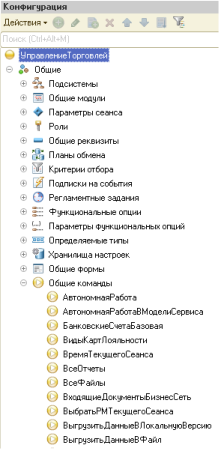 Конфигурация
Действия
Поиск (Ctrl+Alt+M)
УправлениеТорговлей
Общие
Подсистемы
Общие модули
Параметры сеанса
Роли
Общие реквизиты
Планы обмена
Критерии отбора
Подписки на события
Регламентные задания
Функциональные опции
Параметры функциональных опций
Определяемые типы
Хранилища настроек
Общие формы
Общие команды
АвтономнаяРабота
АвтономнаяРаботаВМоделиСервиса
БанковскиеСчетаБазовая
ВидыКартЛояльности
ВремяТекущегоСеанса
ВсеОтчеты
ВсеФайлы
ВходящиеДокументыБизнесСеть
ВыбратьРМТекущегоСеанса
ВыгрузитьДанныеВЛокальнуюВерсию
ВыгрузитьДанныеВФайл